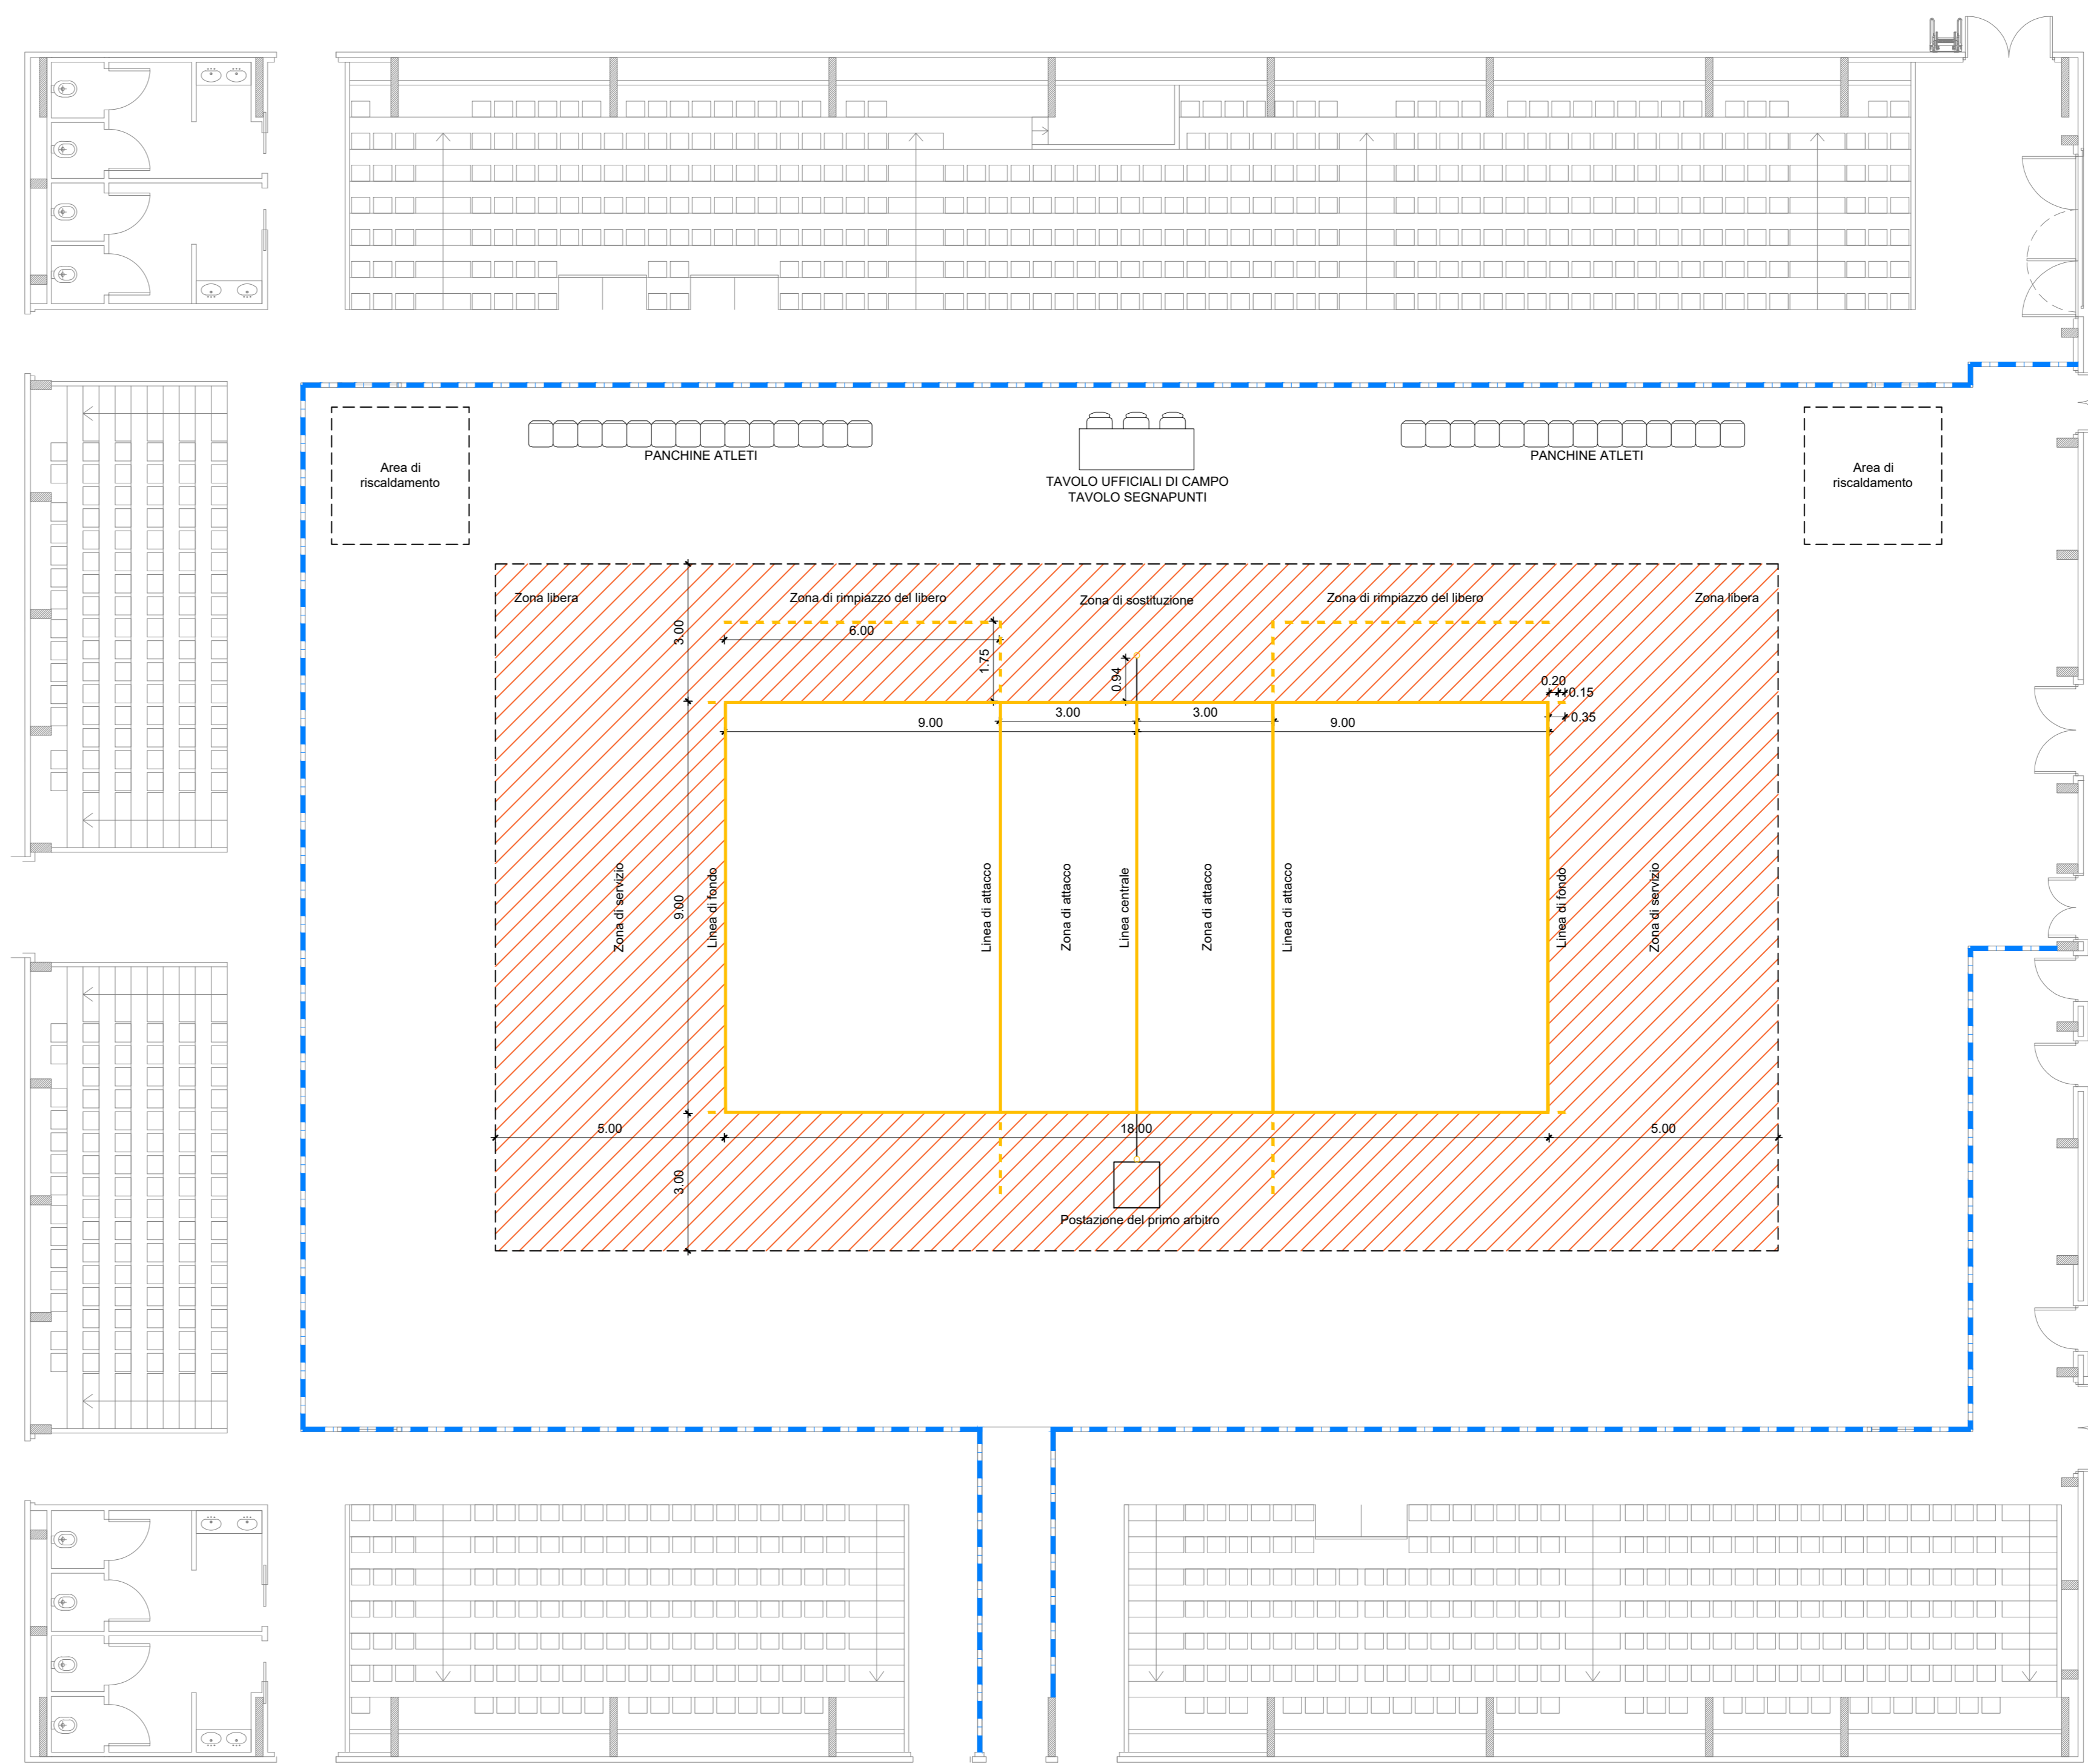 PANCHINE ATLETI
PANCHINE ATLETI
Area di
riscaldamento
Area di
riscaldamento
TAVOLO UFFICIALI DI CAMPO
TAVOLO SEGNAPUNTI
Zona libera
Zona di rimpiazzo del libero
Zona di sostituzione
Zona di rimpiazzo del libero
Zona libera
3.00
6.00
1.75
0.94
0.20
0.15
0.35
9.00
3.00
3.00
9.00
Zona di servizio
9.00
Linea di fondo
Linea di attacco
Zona di attacco
Linea centrale
Zona di attacco
Linea di attacco
Linea di fondo
Zona di servizio
5.00
18.00
5.00
3.00
Postazione del primo arbitro